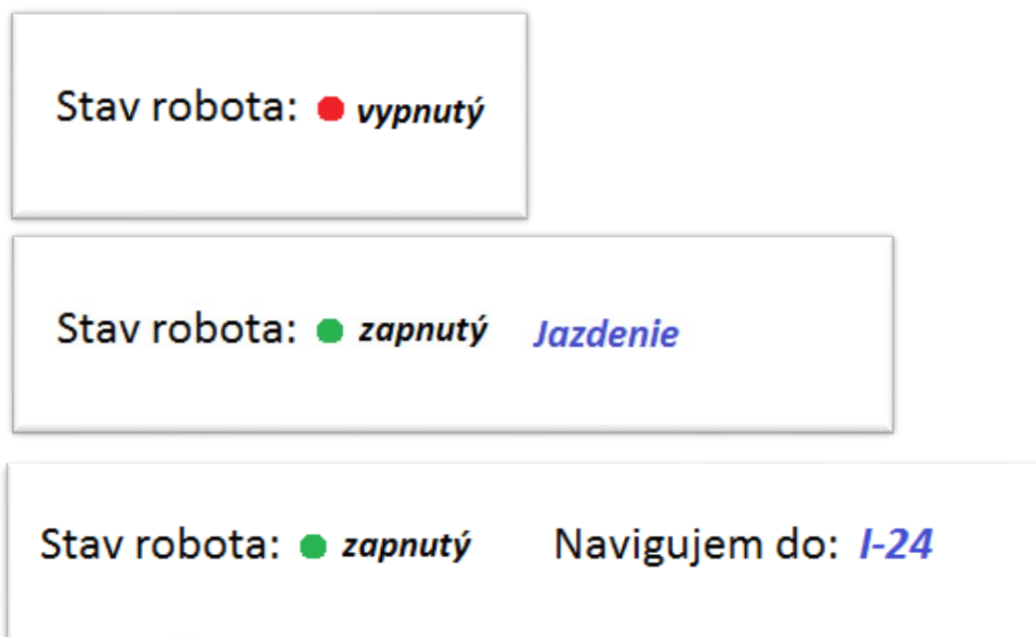 Stav robota: vypnutý
Stav robota: zapnutý Jazdenie
Stav robota: zapnutý Navigujem do: I-24